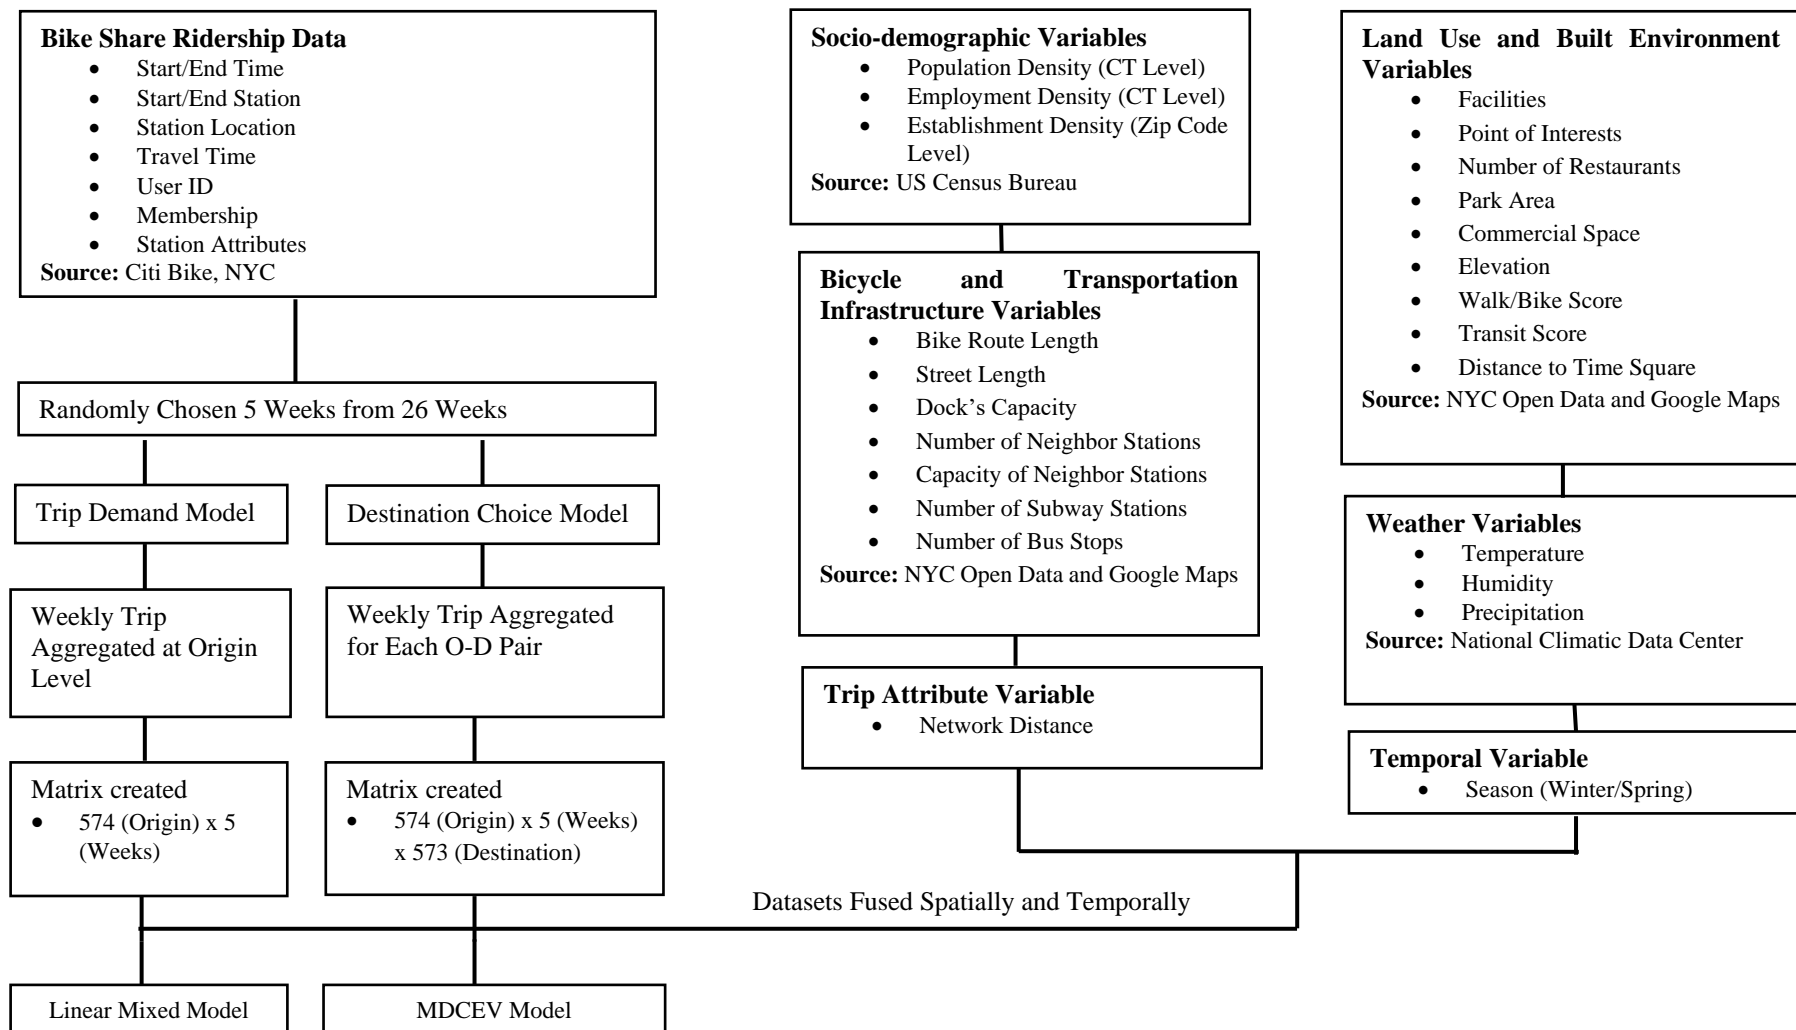 Bike Share Ridership Data
• Start/End Time
• Start/End Station
• Station Location
• Travel Time
• User ID
• Membership
• Station Attributes
Source: Citi Bike, NYC
Randomly Chosen 5 Weeks from 26 Weeks
Trip Demand Model
Destination Choice Model
Weekly Trip
Aggregated at Origin
Level
Weekly Trip Aggregated
for Each O-D Pair
Matrix created
• 574 (Origin) x 5
(Weeks)
Matrix created
• 574 (Origin) x 5 (Weeks)
x 573 (Destination)
Linear Mixed Model
MDCEV Model
Socio-demographic Variables
• Population Density (CT Level)
• Employment Density (CT Level)
• Establishment Density (Zip Code
Level)
Source: US Census Bureau
Bicycle and Transportation
Infrastructure Variables
• Bike Route Length
• Street Length
• Dock’s Capacity
• Number of Neighbor Stations
• Capacity of Neighbor Stations
• Number of Subway Stations
• Number of Bus Stops
Source: NYC Open Data and Google Maps
Trip Attribute Variable
• Network Distance
Land Use and Built Environment
Variables
• Facilities
• Point of Interests
• Number of Restaurants
• Park Area
• Commercial Space
• Elevation
• Walk/Bike Score
• Transit Score
• Distance to Time Square
Source: NYC Open Data and Google Maps
Weather Variables
• Temperature
• Humidity
• Precipitation
Source: National Climatic Data Center
Temporal Variable
• Season (Winter/Spring)
Datasets Fused Spatially and Temporally